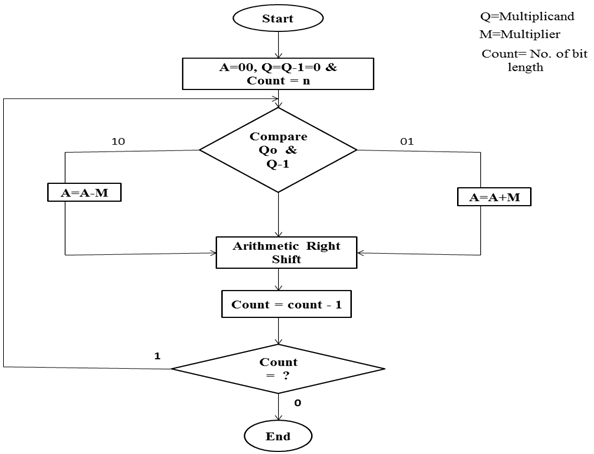 Start
Q=Multiplicand
M=Multiplier
Count= No. of bit
length
A=00, Q=Q-1=0 &
Count = n
10
Compare
Qo &
Q-1
01
A=A-M
A=A+M
Arithmetic Right
Shift
Count = count - 1
1
Count
= ?
0
End